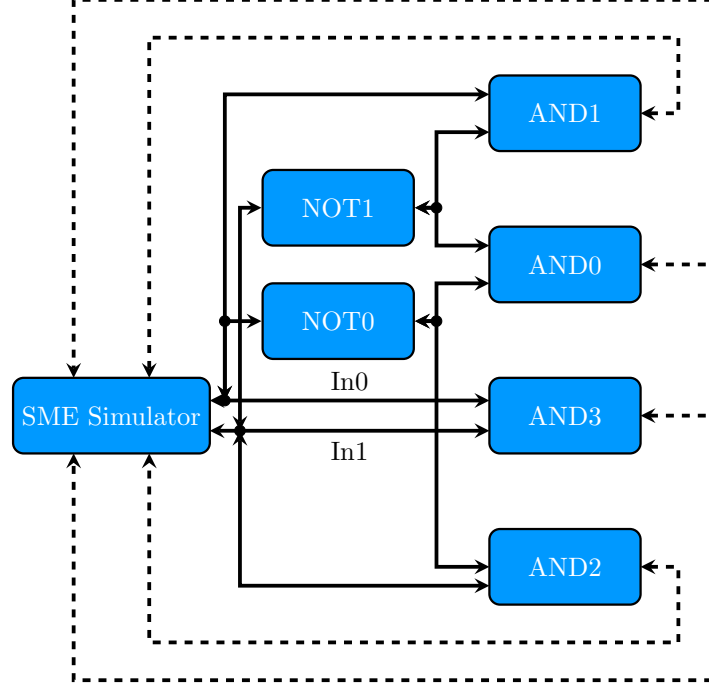 AND1
NOT1
AND0
NOT0
In0
SME Simulator
AND3
In1
AND2